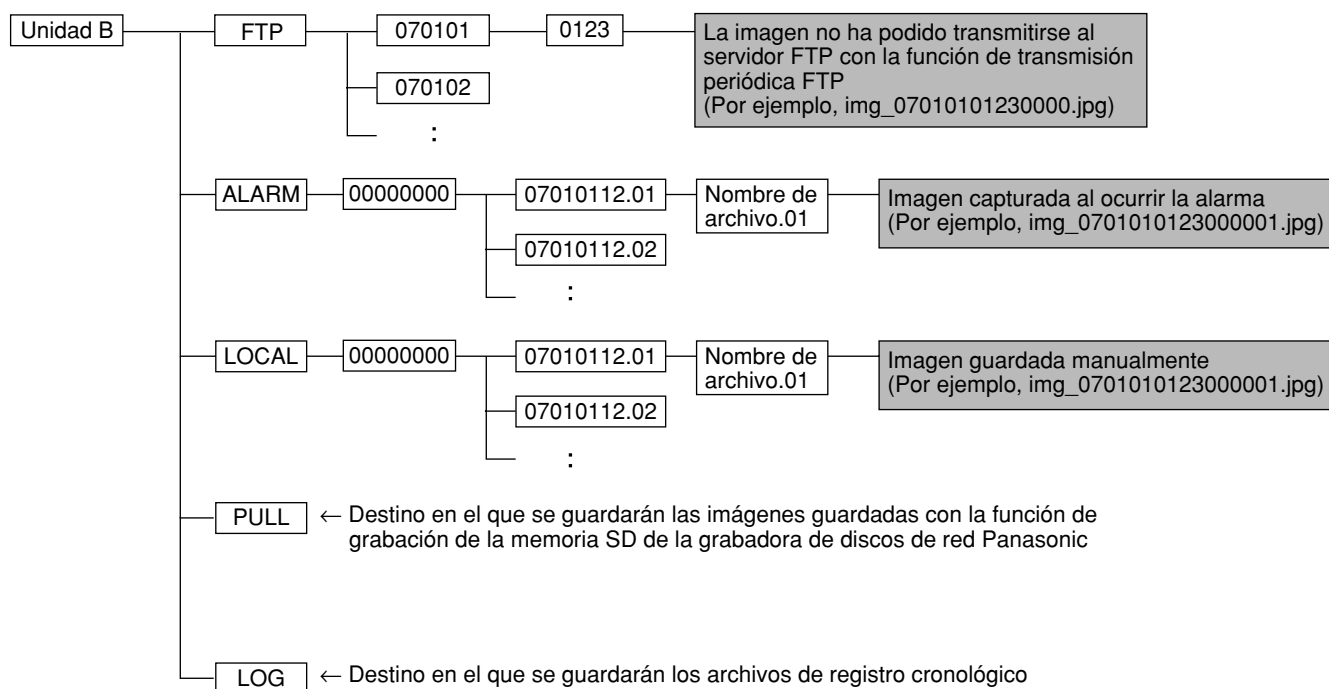 Unidad B
FTP
070101
0123
La imagen no ha podido transmitirse al
servidor FTP con la función de transmisión
periódica FTP
(Por ejemplo, img_07010101230000.jpg)
070102
:
ALARM
00000000
07010112.01
Nombre de
archivo.01
Imagen capturada al ocurrir la alarma
(Por ejemplo, img_0701010123000001.jpg)
07010112.02
:
LOCAL
00000000
07010112.01
Nombre de
archivo.01
Imagen guardada manualmente
(Por ejemplo, img_0701010123000001.jpg)
07010112.02
:
PULL
← Destino en el que se guardarán las imágenes guardadas con la función de
grabación de la memoria SD de la grabadora de discos de red Panasonic
LOG
← Destino en el que se guardarán los archivos de registro cronológico